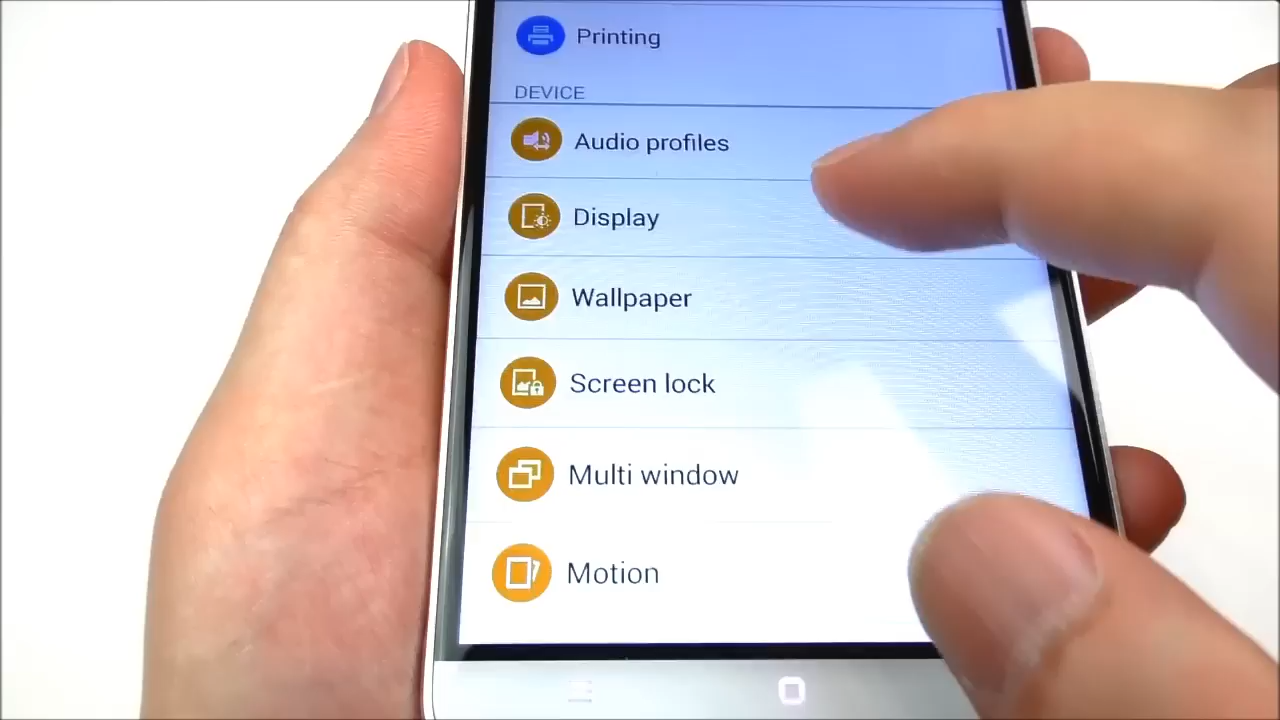 Printing
DEVICE
Audio profiles
Display
Wallpaper
Screen lock
Multi window
Motion